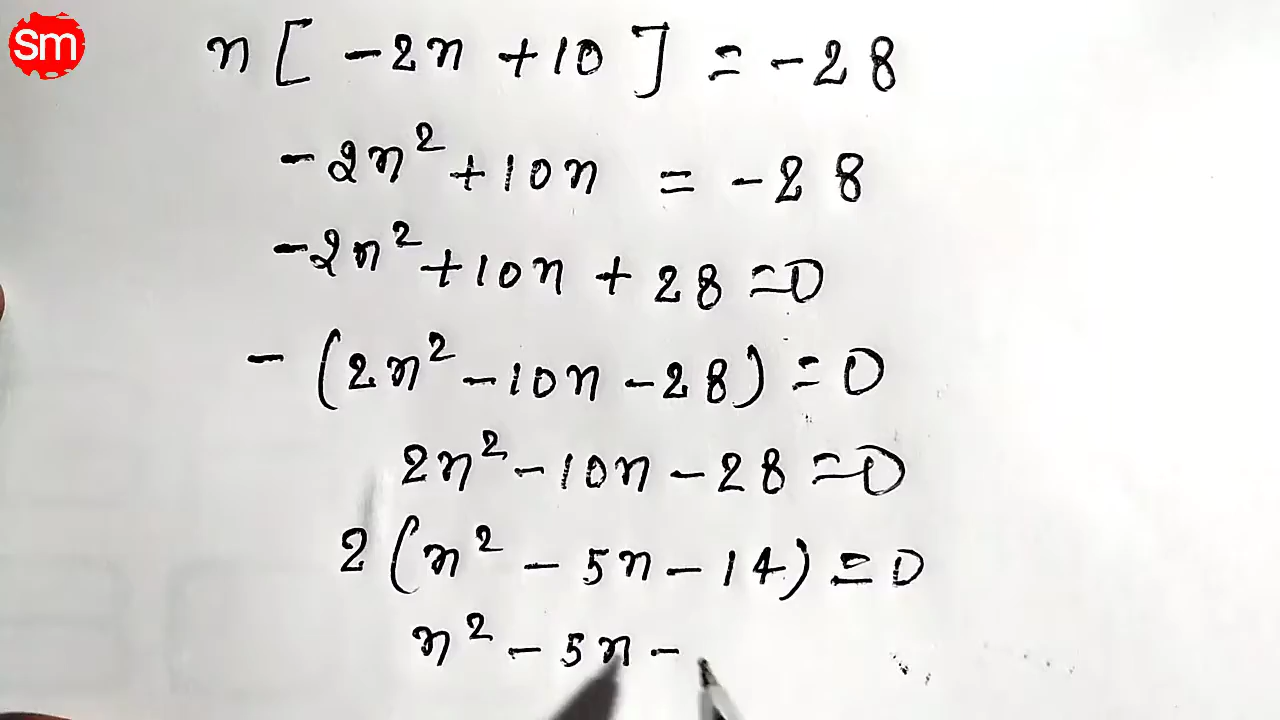 sm
n[-2n+10] = -28
-2n²+10n = -28
-2n²+10n+28=0
-(2n²-10n-28)=0
2n²-10n-28=0
2(n²-5n-14)=0
n²-5n-